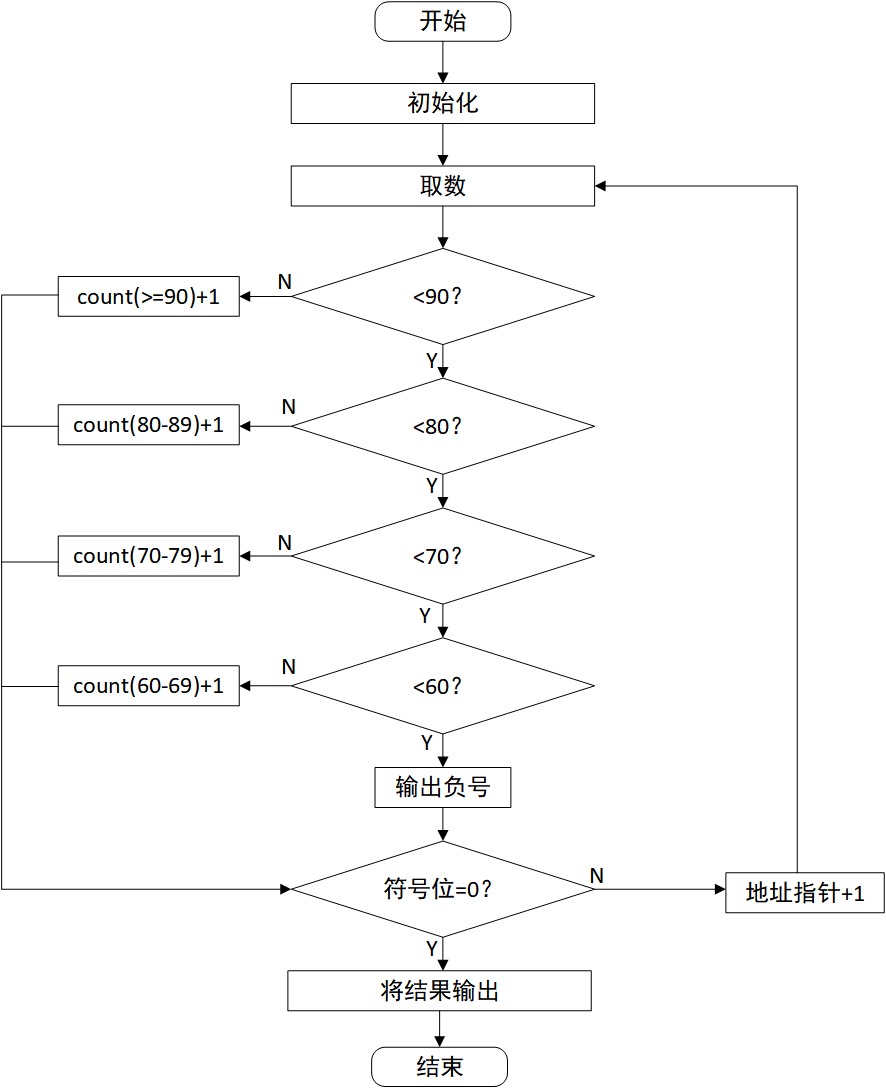 开始
初始化
取数
<90?
N
count(>=90)+1
Y
<80?
N
count(80-89)+1
Y
<70?
N
count(70-79)+1
Y
<60?
N
count(60-69)+1
Y
输出负号
符号位=0?
N
地址指针+1
Y
将结果输出
结束